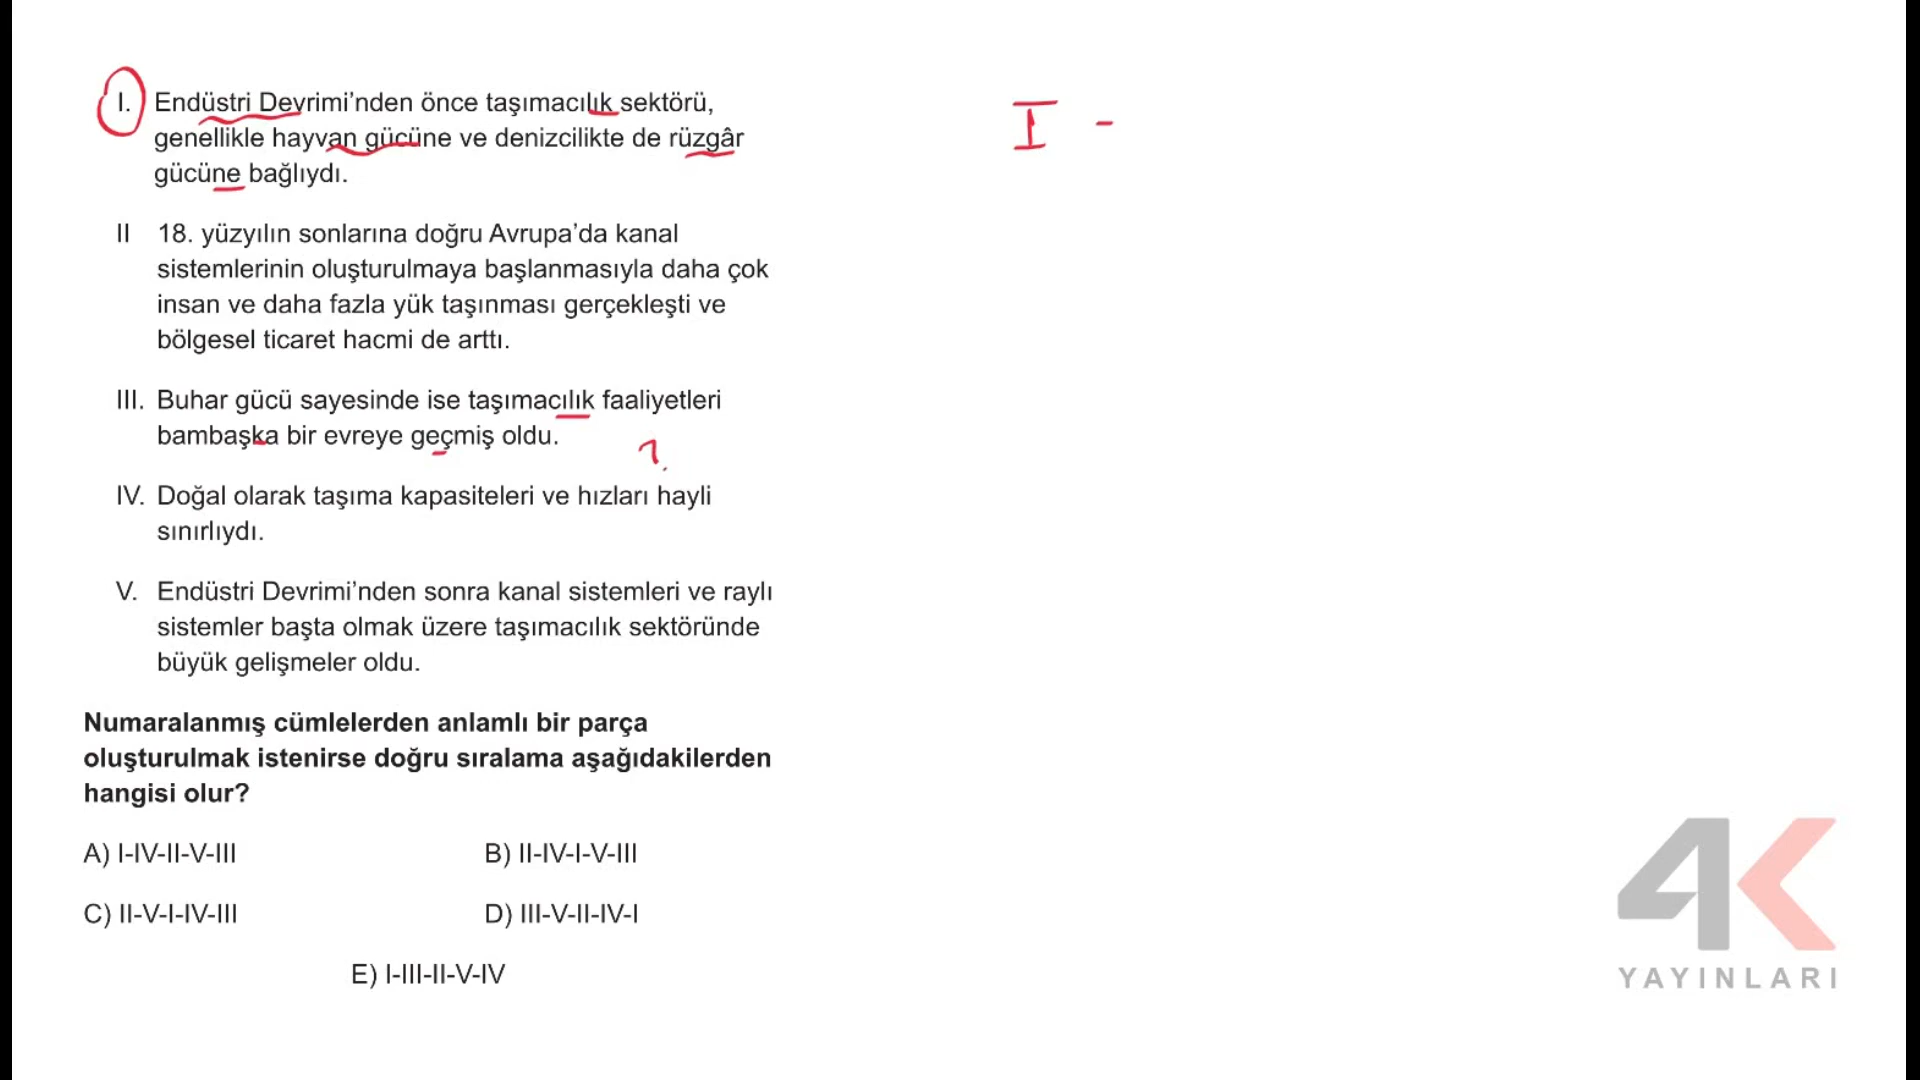 I. Endüstri Devrimi’nden önce taşımacılık sektörü,
genellikle hayvan gücüne ve denizcilikte de rüzgâr
gücüne bağlıydı.
I -
II 18. yüzyılın sonlarına doğru Avrupa’da kanal
sistemlerinin oluşturulmaya başlanmasıyla daha çok
insan ve daha fazla yük taşınması gerçekleşti ve
bölgesel ticaret hacmi de arttı.
III. Buhar gücü sayesinde ise taşımacılık faaliyetleri
bambaşka bir evreye geçmiş oldu.
?
IV. Doğal olarak taşıma kapasiteleri ve hızları hayli
sınırlıydı.
V. Endüstri Devrimi’nden sonra kanal sistemleri ve raylı
sistemler başta olmak üzere taşımacılık sektöründe
büyük gelişmeler oldu.
Numaralanmış cümlelerden anlamlı bir parça
oluşturulmak istenirse doğru sıralama aşağıdakilerden
hangisi olur?
A) I-IV-II-V-III
B) II-IV-I-V-III
C) II-V-I-IV-III
D) III-V-II-IV-I
E) I-III-II-V-IV
4K
YAYINLARI